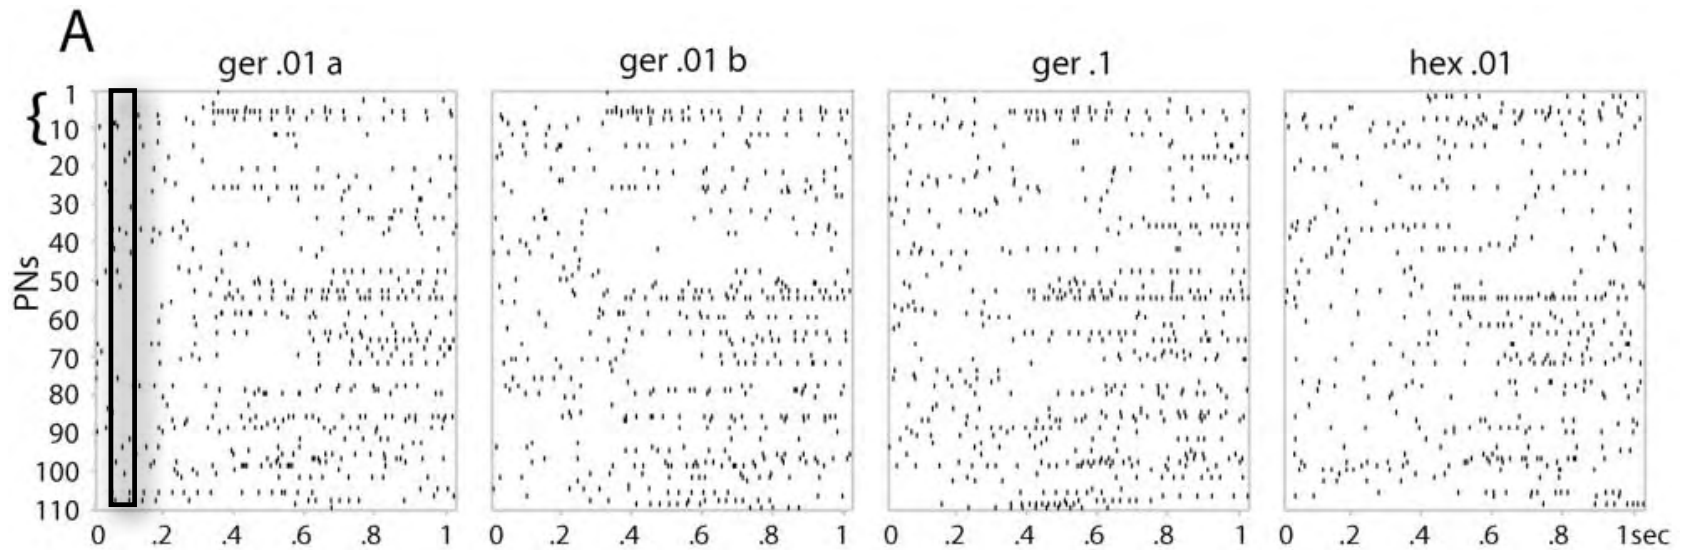 A
ger .01 a
ger .01 b
ger .1
hex .01
PNs
{
1
10
20
30
40
50
60
70
80
90
100
110
0 .2 .4 .6 .8 1
0 .2 .4 .6 .8 1
0 .2 .4 .6 .8 1
0 .2 .4 .6 .8 1sec